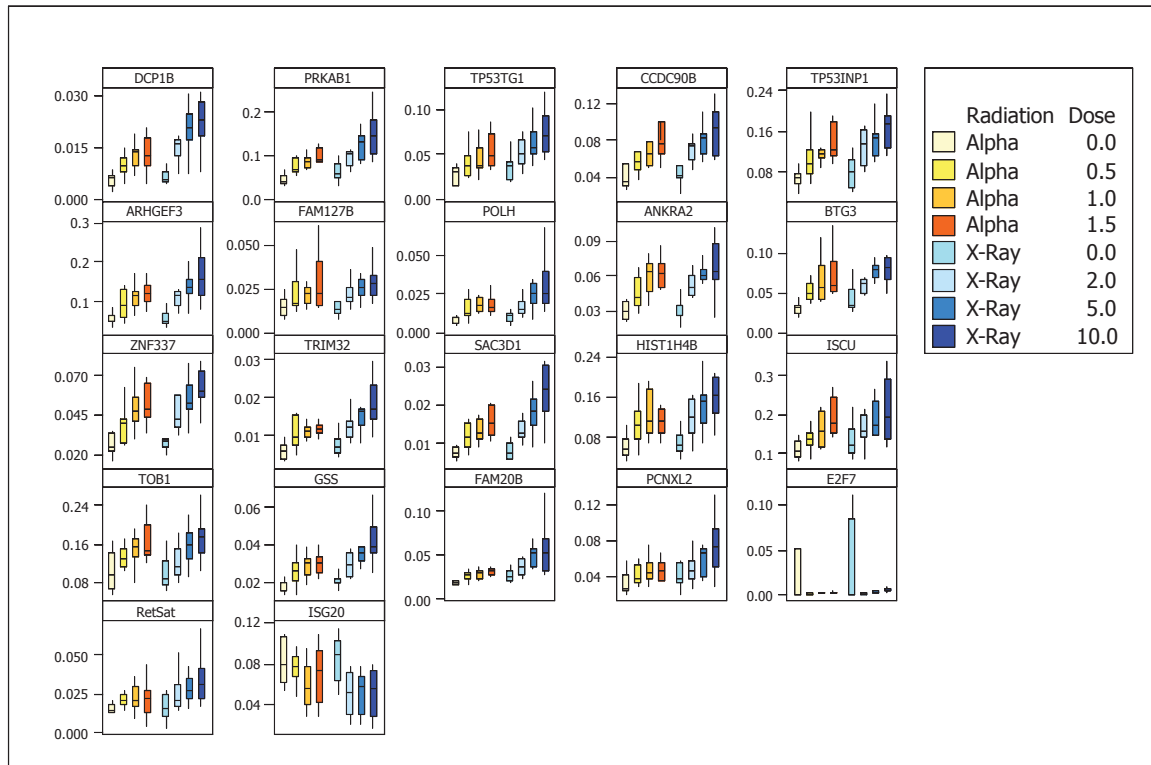 DCP1B PRKAB1 TP53TG1 CCDC90B TP53INP1
0.030 0.015 0.000
0.2 0.1 0.0
0.10 0.05 0.00
0.12 0.08 0.04
0.24 0.16 0.08
ARHGEF3 FAM127B POLH ANKRA2 BTG3
0.3 0.1
0.050 0.025 0.000
0.050 0.025 0.000
0.09 0.06 0.03
0.10 0.05 0.00
ZNF337 TRIM32 SAC3D1 HIST1H4B ISCU
0.070 0.045 0.020
0.03 0.02 0.01
0.03 0.02 0.01
0.24 0.16 0.08
0.3 0.2 0.1
TOB1 GSS FAM20B PCNXL2 E2F7
0.24 0.16 0.08
0.06 0.04 0.02
0.10 0.05 0.00
0.12 0.08 0.04
0.10 0.05 0.00
RetSat ISG20
0.050 0.025 0.000
0.12 0.08 0.04
Radiation Dose
Alpha 0.0
Alpha 0.5
Alpha 1.0
Alpha 1.5
X-Ray 0.0
X-Ray 2.0
X-Ray 5.0
X-Ray 10.0